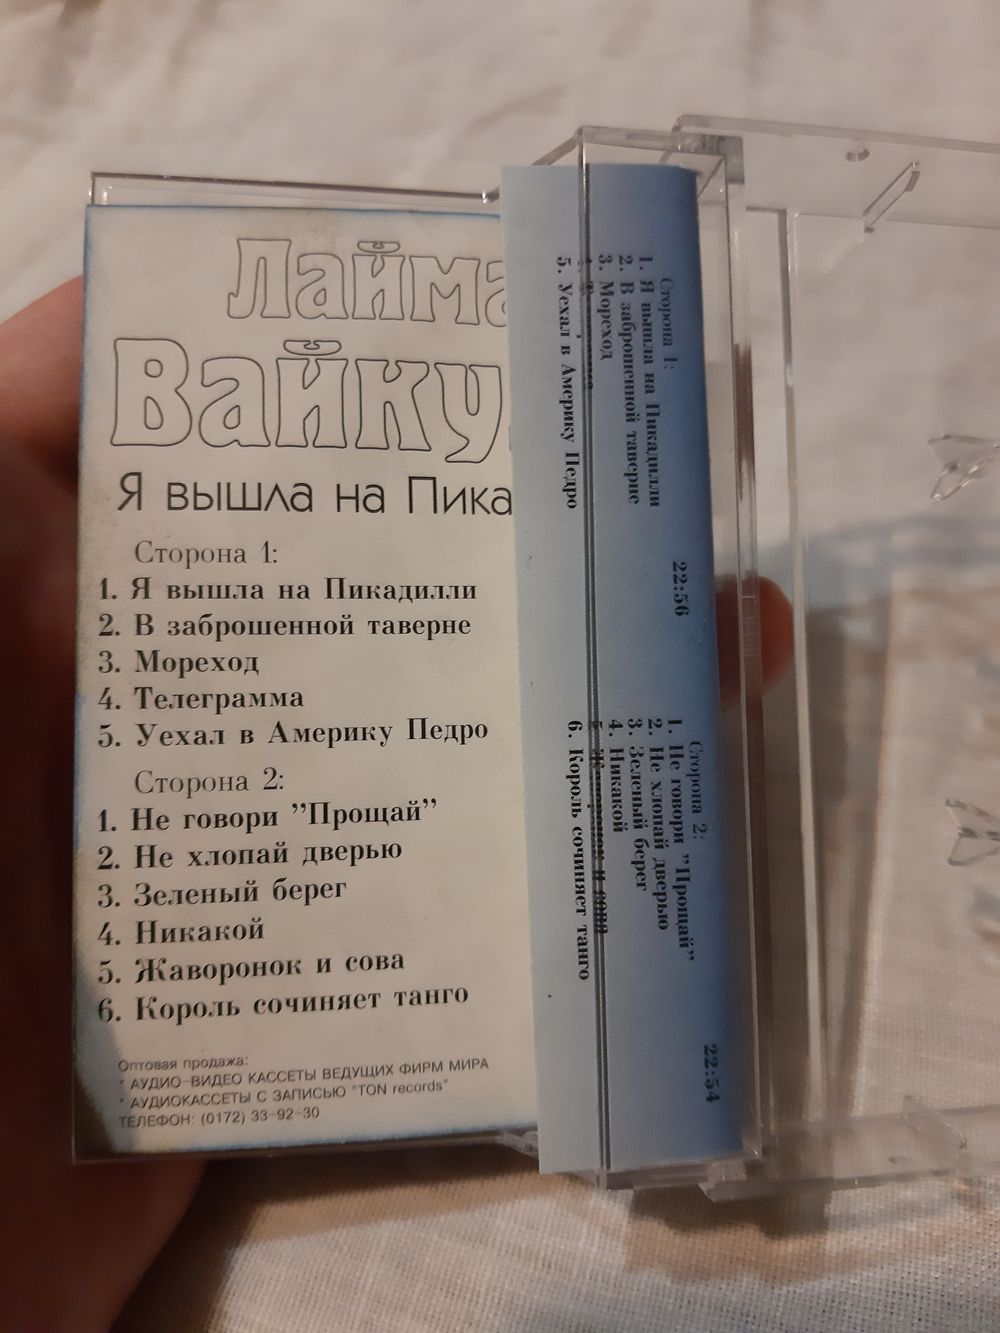 Лайма
Вайку
Я вышла на Пика
Сторона 1:
1. Я вышла на Пикадилли
2. В заброшенной таверне
3. Мореход
4. Телеграмма
5. Уехал в Америку Педро
Сторона 2:
1. Не говори ”Прощай”
2. Не хлопай дверью
3. Зеленый берег
4. Никакой
5. Жаворонок и сова
6. Король сочиняет танго
Оптовая продажа:
* АУДИО-ВИДЕО КАССЕТЫ ВЕДУЩИХ ФИРМ МИРА
* АУДИОКАССЕТЫ С ЗАПИСЬЮ "TON records"
ТЕЛЕФОН: (0172) 33-92-30
Сторона 1:
1. Я вышла на Пикадилли
2. В заброшенной таверне
3. Мореход
4. Телеграмма
5. Уехал в Америку Педро
22:56
Сторона 2:
1. Не говори ”Прощай”
2. Не хлопай дверью
3. Зеленый берег
4. Никакой
5. Жаворонок и сова
6. Король сочиняет танго
22:54